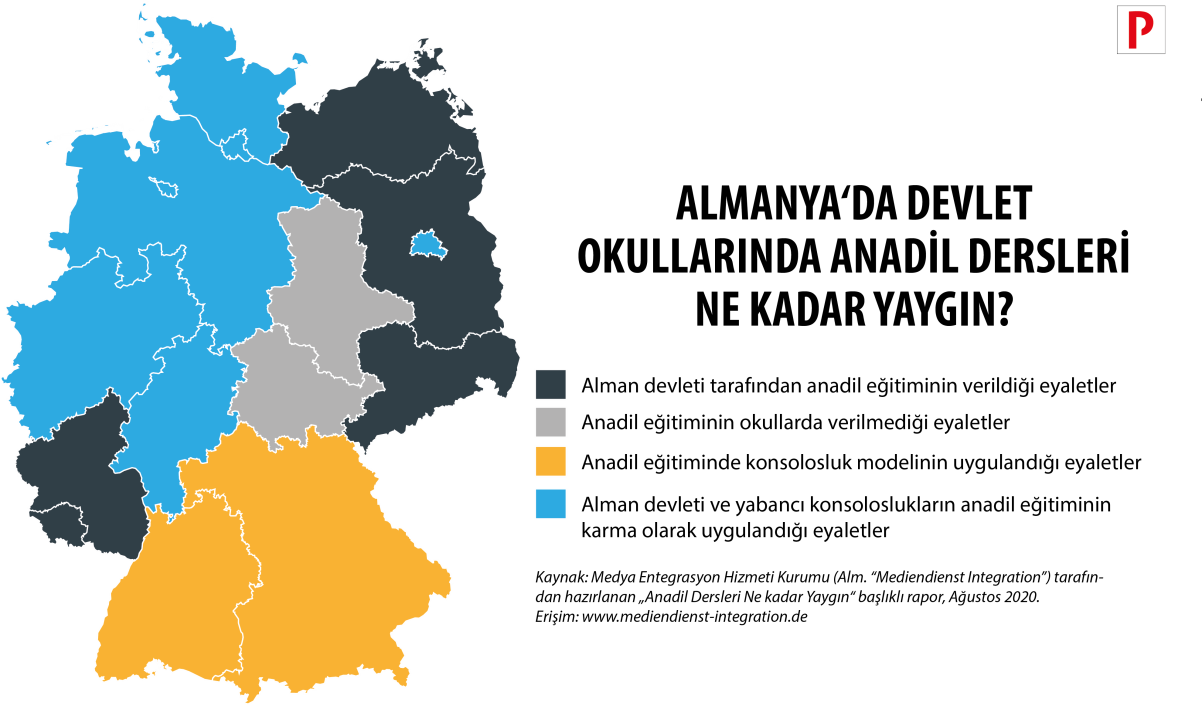 P
ALMANYA‘DA DEVLET
OKULLARINDA ANADİL DERSLERİ
NE KADAR YAYGIN?
Alman devleti tarafından anadil eğitiminin verildiği eyaletler
Anadil eğitiminin okullarda verilmediği eyaletler
Anadil eğitiminde konsolosluk modelinin uygulandığı eyaletler
Alman devleti ve yabancı konsoloslukların anadil eğitiminin
karma olarak uygulandığı eyaletler
Kaynak: Medya Entegrasyon Hizmeti Kurumu (Alm. “Mediendienst Integration”) tarafın-
dan hazırlanan „Anadil Dersleri Ne kadar Yaygın“ başlıklı rapor, Ağustos 2020.
Erişim: www.mediendienst-integration.de